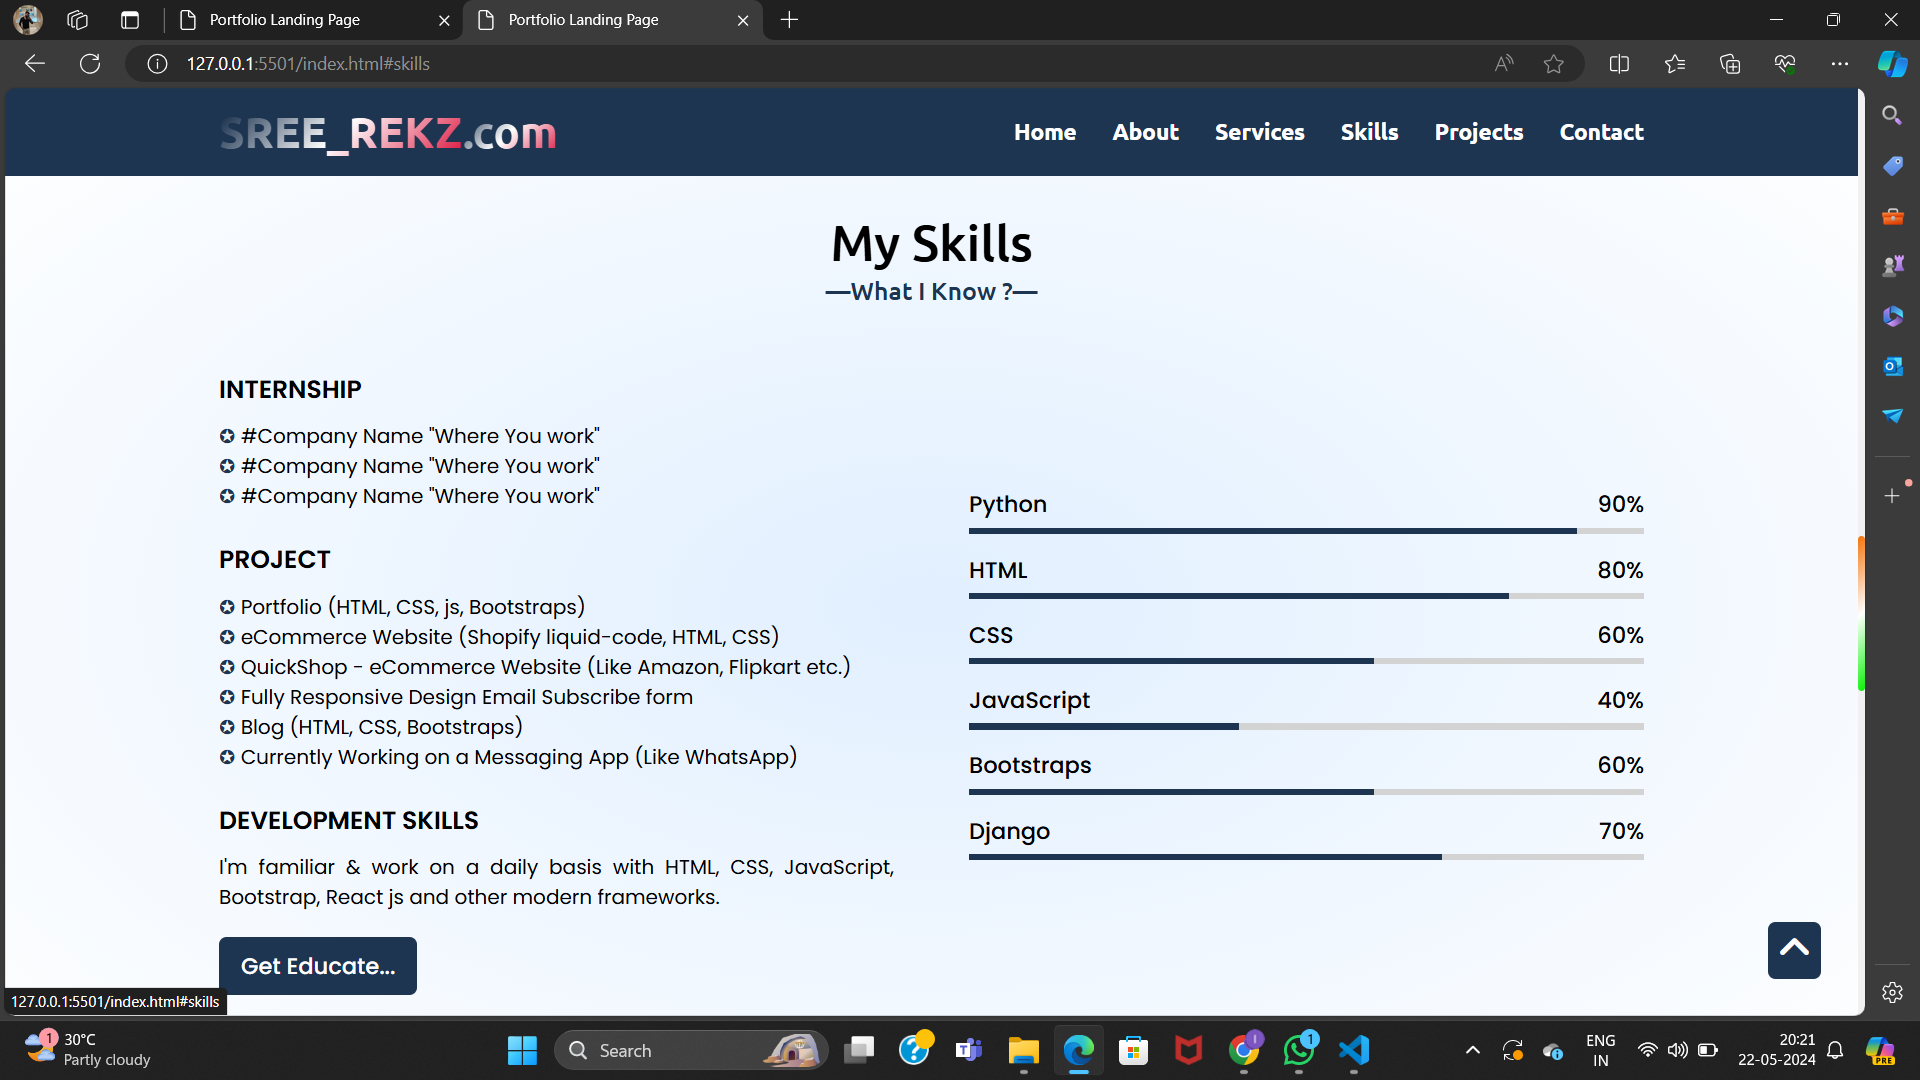 Portfolio Landing Page
Portfolio Landing Page
127.0.0.1:5501/index.html#skills
SREE_REKZ.com
Home About Services Skills Projects Contact
My Skills
—What I Know ?—
INTERNSHIP
#Company Name "Where You work"
#Company Name "Where You work"
#Company Name "Where You work"
PROJECT
Portfolio (HTML, CSS, js, Bootstraps)
eCommerce Website (Shopify liquid-code, HTML, CSS)
QuickShop - eCommerce Website (Like Amazon, Flipkart etc.)
Fully Responsive Design Email Subscribe form
Blog (HTML, CSS, Bootstraps)
Currently Working on a Messaging App (Like WhatsApp)
DEVELOPMENT SKILLS
I'm familiar & work on a daily basis with HTML, CSS, JavaScript,
Bootstrap, React js and other modern frameworks.
Get Educate...
Python 90%
HTML 80%
CSS 60%
JavaScript 40%
Bootstraps 60%
Django 70%
127.0.0.1:5501/index.html#skills
1
30°C
Partly cloudy
Search
I
1
PRE
ENG
IN
20:21
22-05-2024